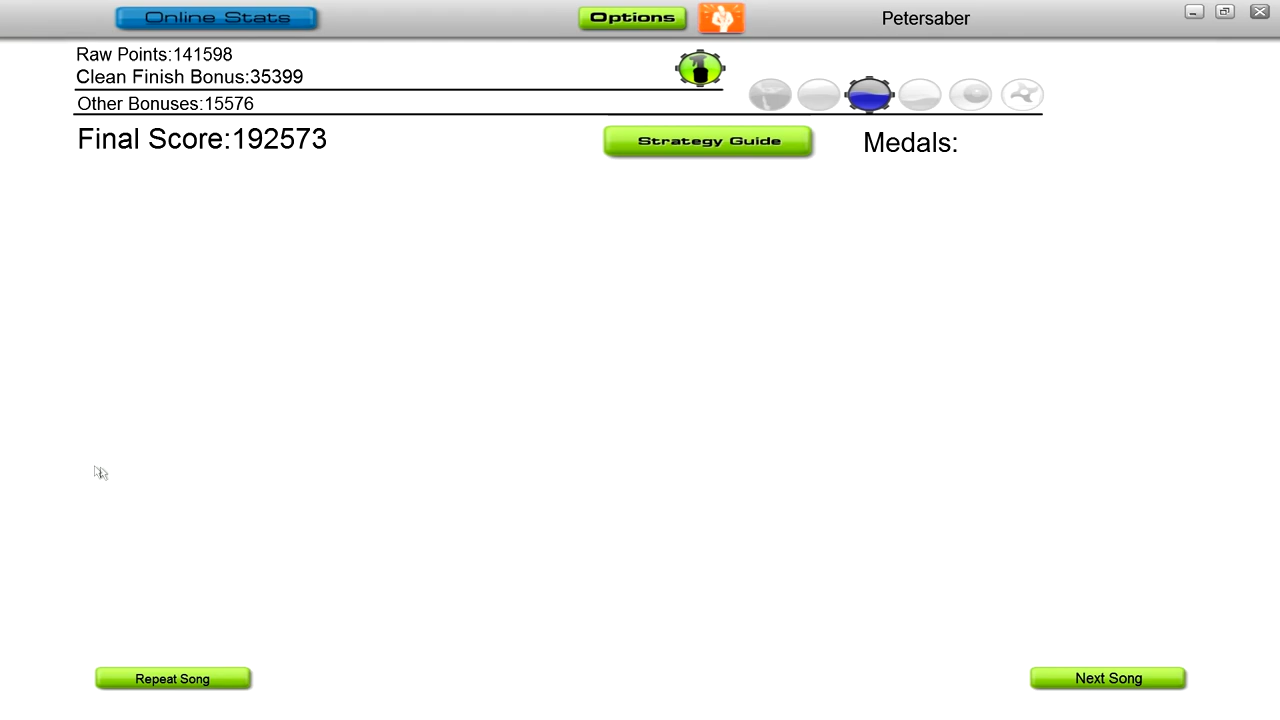 Online Stats
Options
Petersaber
Raw Points:141598
Clean Finish Bonus:35399
Other Bonuses:15576
Final Score:192573
Strategy Guide
Medals:
Repeat Song
Next Song